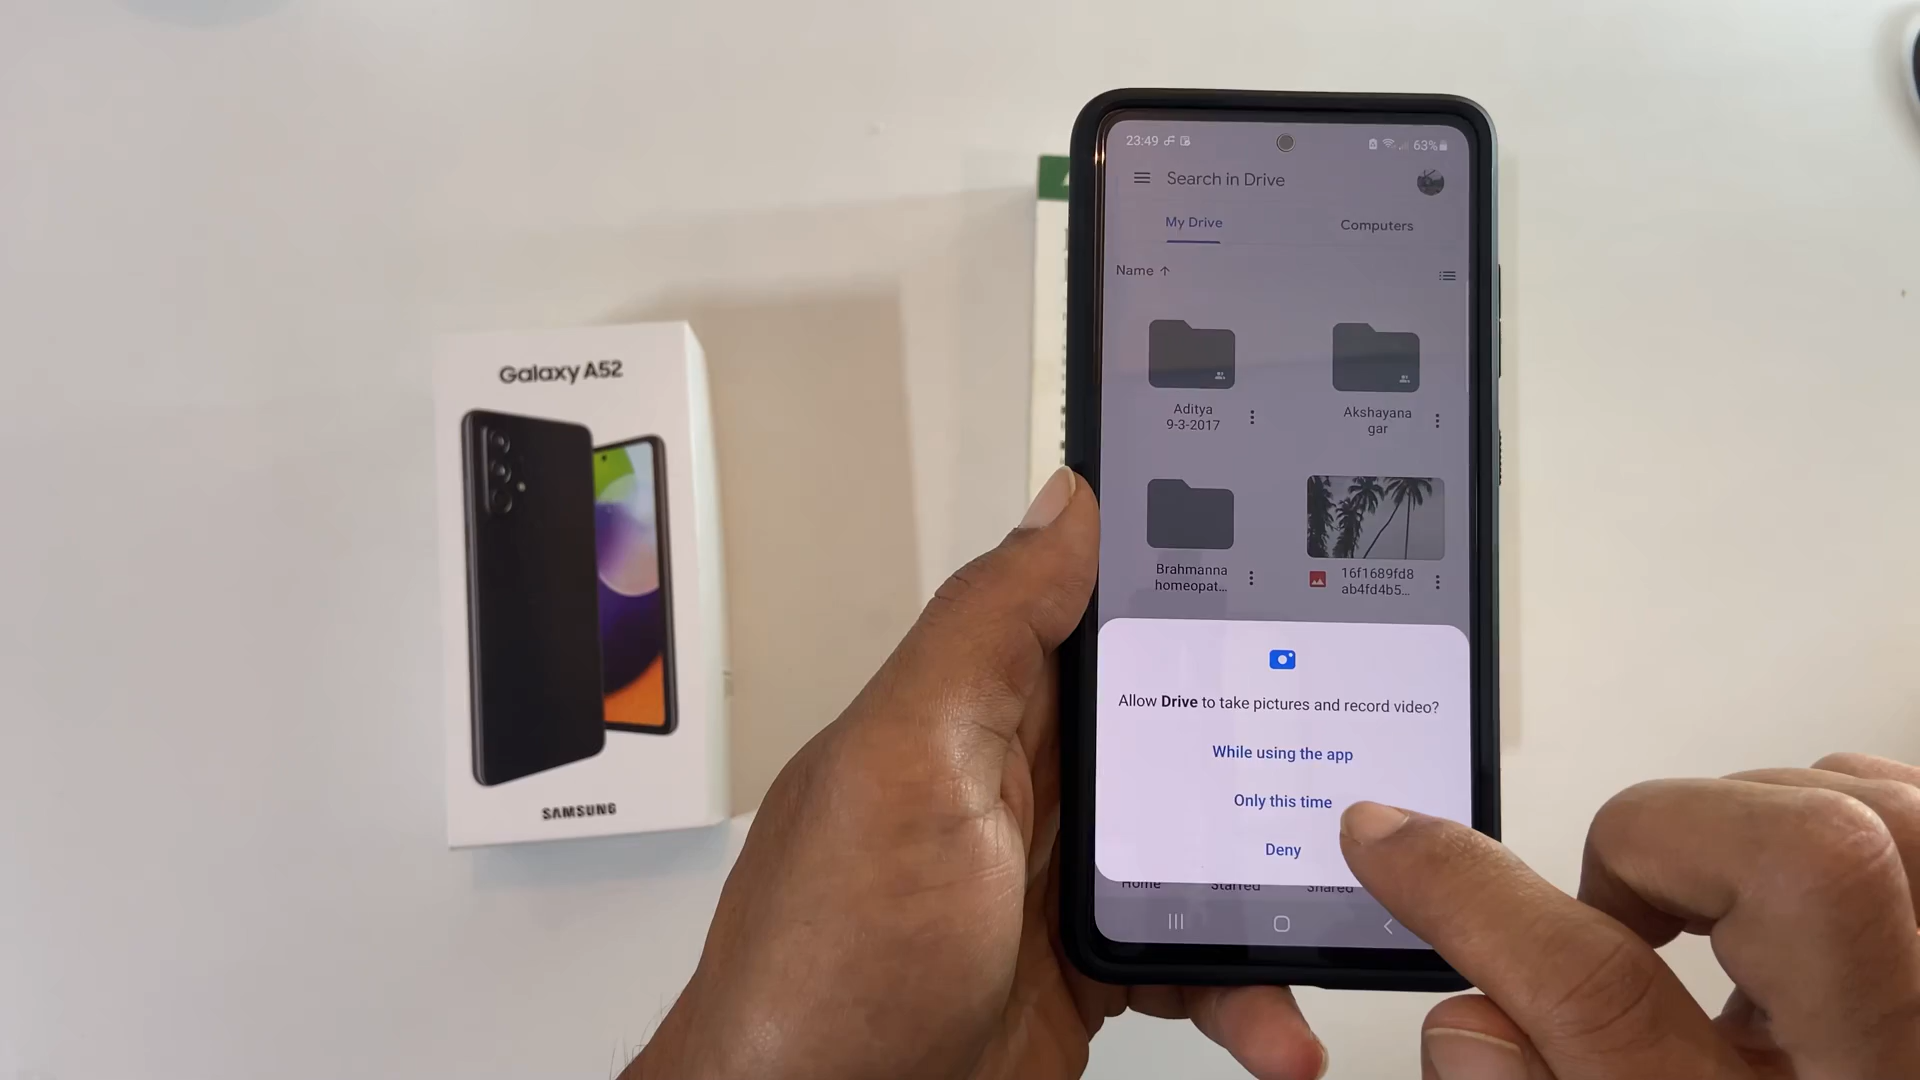 Galaxy A52
SAMSUNG
23:49
63%
Search in Drive
My Drive
Computers
Name ↑
Aditya
9-3-2017
Akshayana
gar
Brahmanna
homeopat...
16f1689fd8
ab4fd4b5...
Allow Drive to take pictures and record video?
While using the app
Only this time
Deny
Home
Starred
Shared